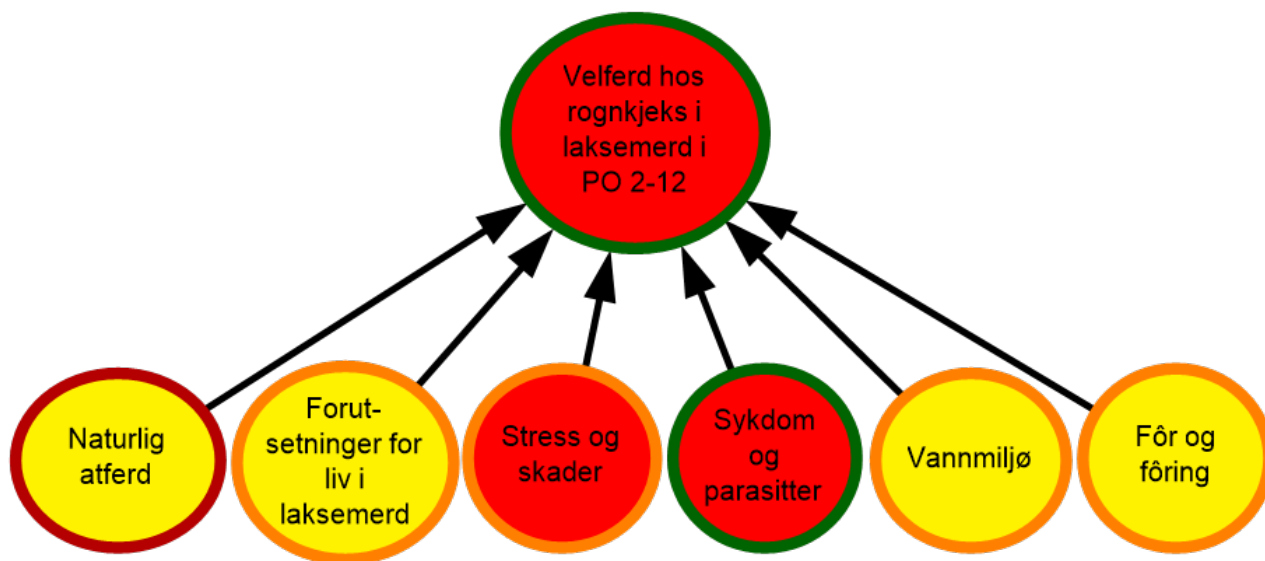 Velferd hos
rognkjeks i
laksemerd i
PO 2-12
Naturlig
atferd
Forut-
setninger for
liv i
laksemerd
Stress og
skader
Sykdom
og
parasitter
Vannmiljø
Fôr og
fôring